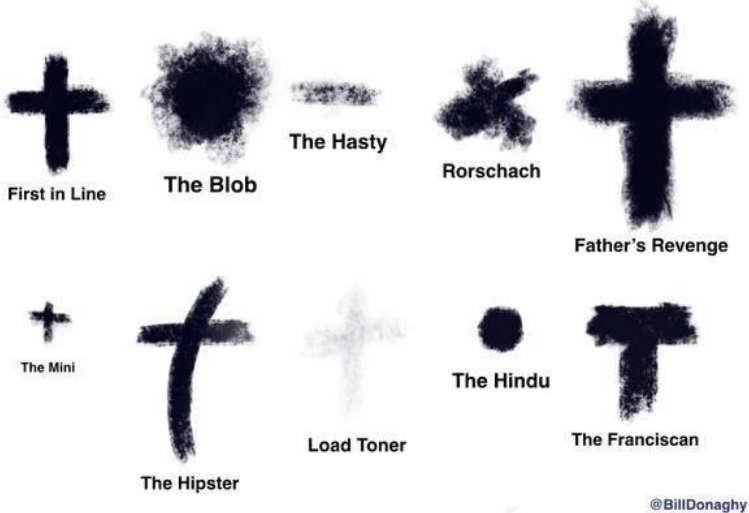 First in Line
The Blob
The Hasty
Rorschach
Father's Revenge
The Mini
The Hipster
Load Toner
The Hindu
The Franciscan
@BillDonaghy